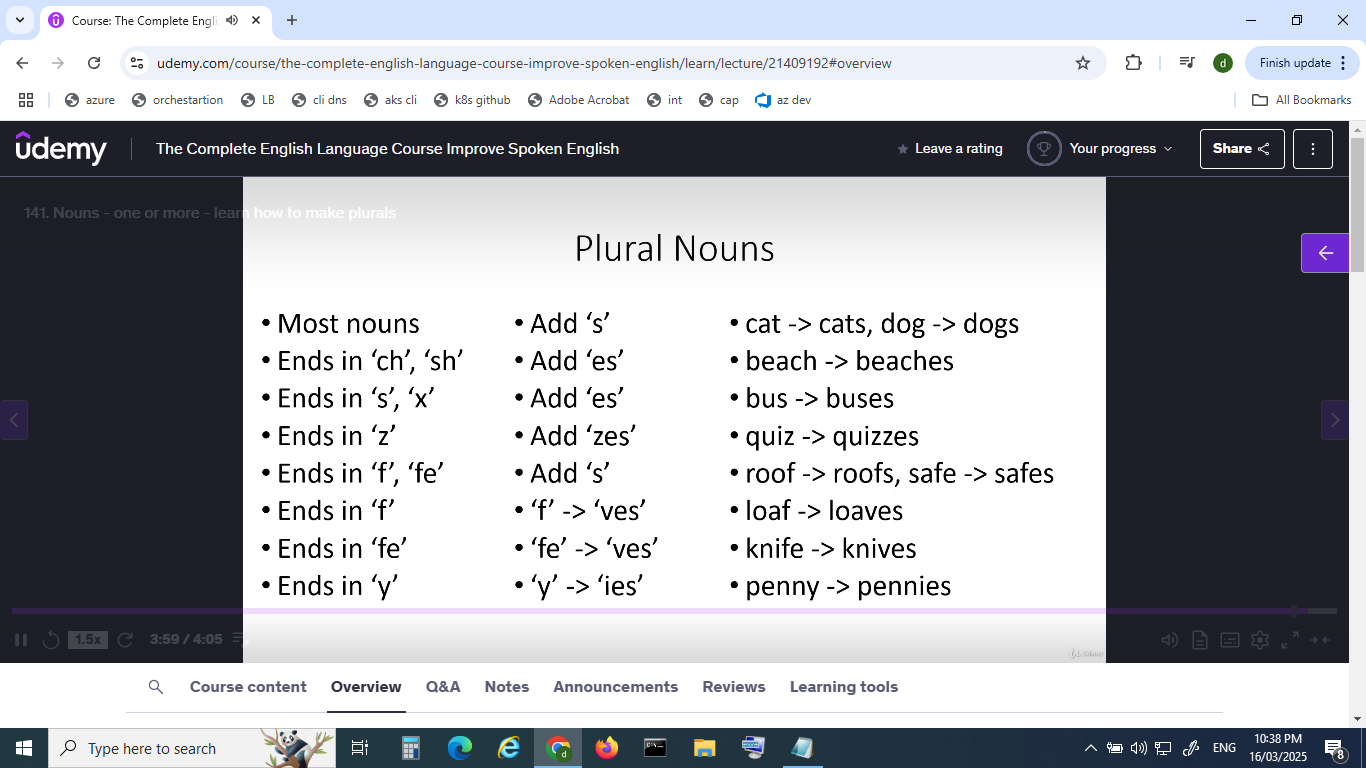 Course: The Complete Engli
udemy.com/course/the-complete-english-language-course-improve-spoken-english/learn/lecture/21409192#overview
d
Finish update
azure
orchestartion
LB
cli dns
aks cli
k8s github
Adobe Acrobat
int
cap
az dev
All Bookmarks
udemy
The Complete English Language Course Improve Spoken English
Leave a rating
Your progress
Share
141. Nouns - one or more - learn how to make plurals
Plural Nouns
• Most nouns • Add ‘s’ • cat -> cats, dog -> dogs
• Ends in ‘ch’, ‘sh’ • Add ‘es’ • beach -> beaches
• Ends in ‘s’, ‘x’ • Add ‘es’ • bus -> buses
• Ends in ‘z’ • Add ‘zes’ • quiz -> quizzes
• Ends in ‘f’, ‘fe’ • Add ‘s’ • roof -> roofs, safe -> safes
• Ends in ‘f’ • ‘f’ -> ‘ves’ • loaf -> loaves
• Ends in ‘fe’ • ‘fe’ -> ‘ves’ • knife -> knives
• Ends in ‘y’ • ‘y’ -> ‘ies’ • penny -> pennies
1.5x
3:59 / 4:05
Udemy
Course content
Overview
Q&A
Notes
Announcements
Reviews
Learning tools
Type here to search
d
ENG
10:38 PM
16/03/2025
8